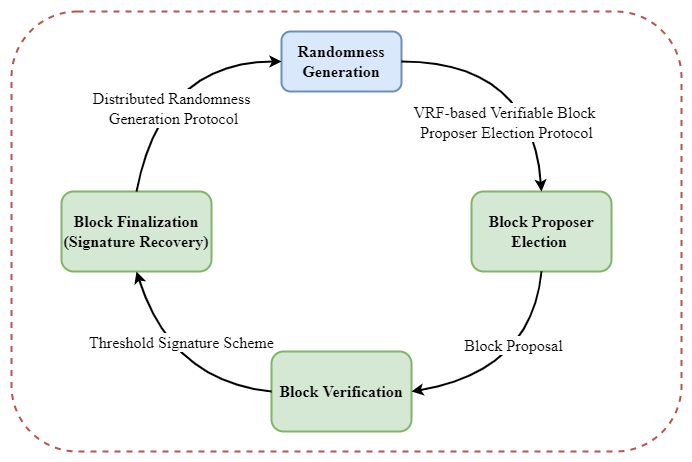 Randomness
Generation
Distributed Randomness
Generation Protocol
VRF-based Verifiable Block
Proposer Election Protocol
Block Finalization
(Signature Recovery)
Block Proposer
Election
Threshold Signature Scheme
Block Proposal
Block Verification